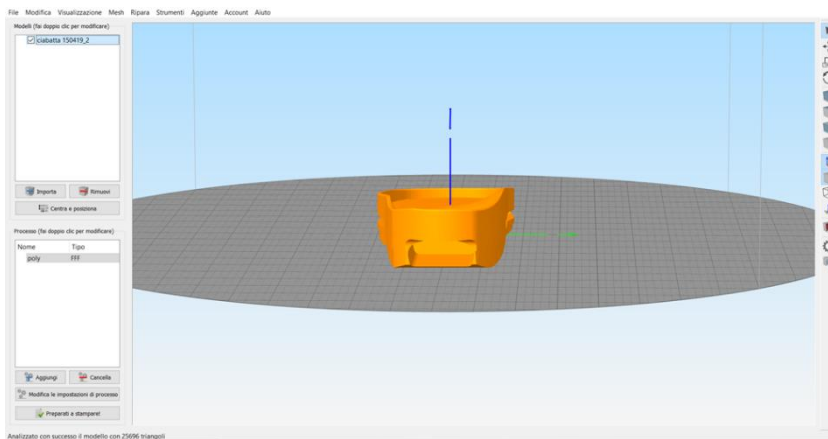 File Modifica Visualizzazione Mesh Ripara Strumenti Aggiunte Account Aiuto
Modelli (fai doppio clic per modificare)
ciabatta 150419_2
Importa Rimuovi
Centra e posiziona
Processo (fai doppio clic per modificare)
Nome Tipo
poly FFF
Aggiungi Cancella
Modifica le impostazioni di processo
Preparati a stampare!
Analizzato con successo il modello con 25696 triangoli